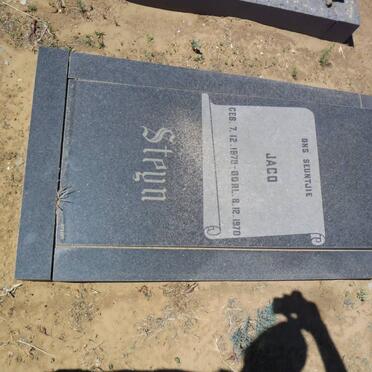 Steyn
ONS SEUNTJIE
JACO
GEB. 7.12.1970 - OORL. 8.12.1970